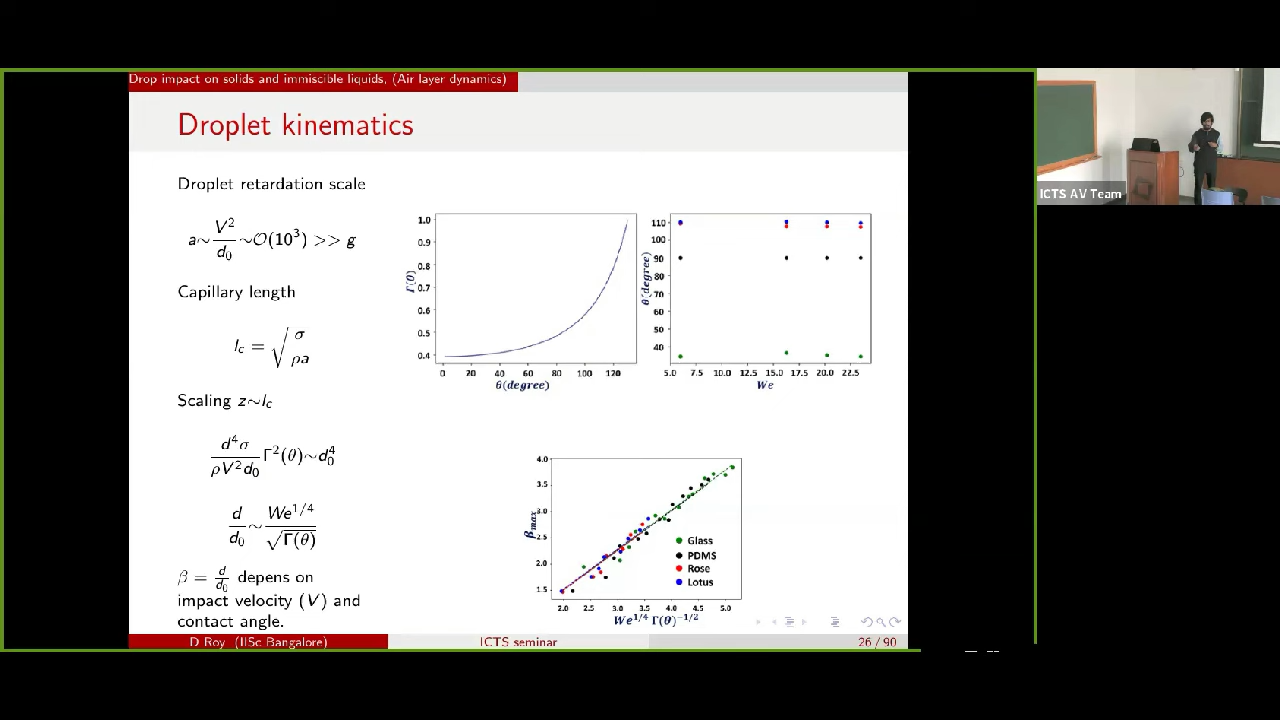 Drop impact on solids and immiscible liquids, (Air layer dynamics)
Droplet kinematics
Droplet retardation scale
a~V²/d₀ ~𝒪(10³) >> g
Capillary length
l_c = √(σ/ρa)
Scaling z~l_c
d⁴σ/ρV²d₀ Γ²(θ)~d₀⁴
d/d₀ ~ We^1/4/√Γ(θ)
β = d/d₀ depens on
impact velocity (V) and
contact angle.
1.0
0.9
0.8
0.7
0.6
0.5
0.4
Γ(θ)
0 20 40 60 80 100 120
θ(degree)
110
100
90
80
70
60
50
40
θ(degree)
5.0 7.5 10.0 12.5 15.0 17.5 20.0 22.5
We
4.0
3.5
3.0
2.5
2.0
1.5
β_max
Glass
PDMS
Rose
Lotus
2.0 2.5 3.0 3.5 4.0 4.5 5.0
We^1/4 Γ(θ)^-1/2
D Roy (IISc Bangalore) ICTS seminar 26 / 90
ICTS AV Team